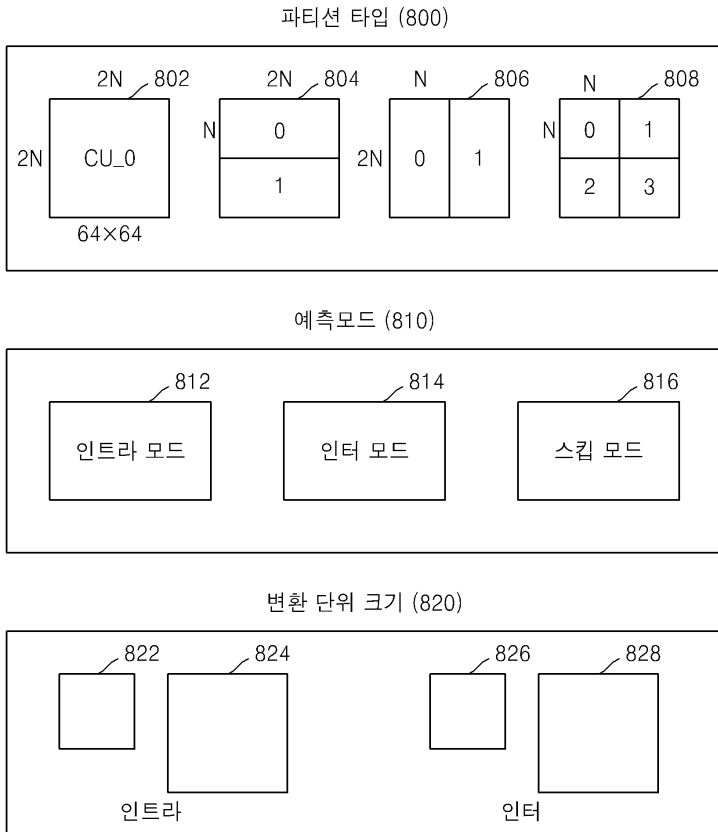 파티션 타입 (800)
2N 802 2N 804 N 806 N 808
2N CU_0 N 0 2N 0 1 N 0 1
1 2 3
64×64
예측모드 (810)
812 814 816
인트라 모드 인터 모드 스킵 모드
변환 단위 크기 (820)
822 824 826 828
인트라 인터